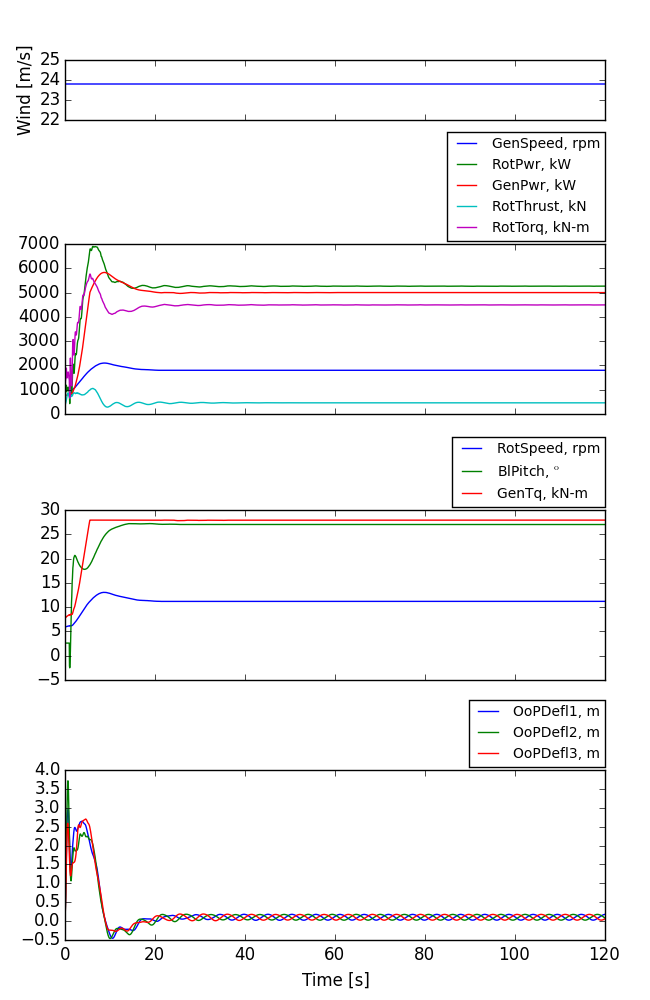 Wind [m/s]
25
24
23
22
GenSpeed, rpm
RotPwr, kW
GenPwr, kW
RotThrust, kN
RotTorq, kN-m
7000
6000
5000
4000
3000
2000
1000
0
RotSpeed, rpm
BlPitch, °
GenTq, kN-m
30
25
20
15
10
5
0
−5
OoPDefl1, m
OoPDefl2, m
OoPDefl3, m
4.0
3.5
3.0
2.5
2.0
1.5
1.0
0.5
0.0
−0.5
0 20 40 60 80 100 120
Time [s]